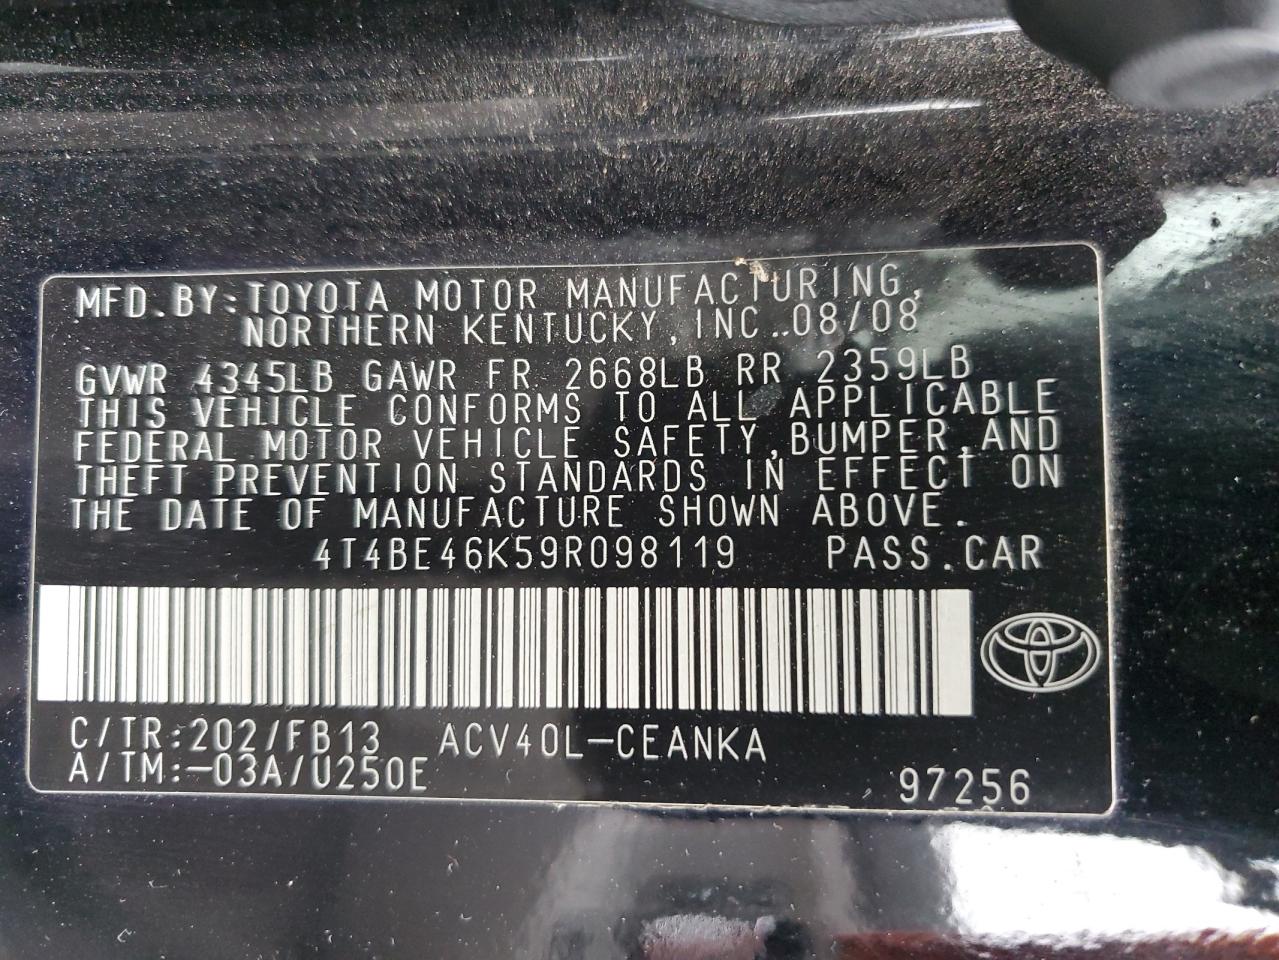 MFD.BY:TOYOTA MOTOR MANUFACTURING,
NORTHERN KENTUCKY,INC. 08/08
GVWR 4345LB GAWR FR 2668LB RR 2359LB
THIS VEHICLE CONFORMS TO ALL APPLICABLE
FEDERAL MOTOR VEHICLE SAFETY,BUMPER,AND
THEFT PREVENTION STANDARDS IN EFFECT ON
THE DATE OF MANUFACTURE SHOWN ABOVE.
4T4BE46K59R098119 PASS.CAR
C/TR:202/FB13 ACV40L-CEANKA
A/TM:-03A/U250E
97256